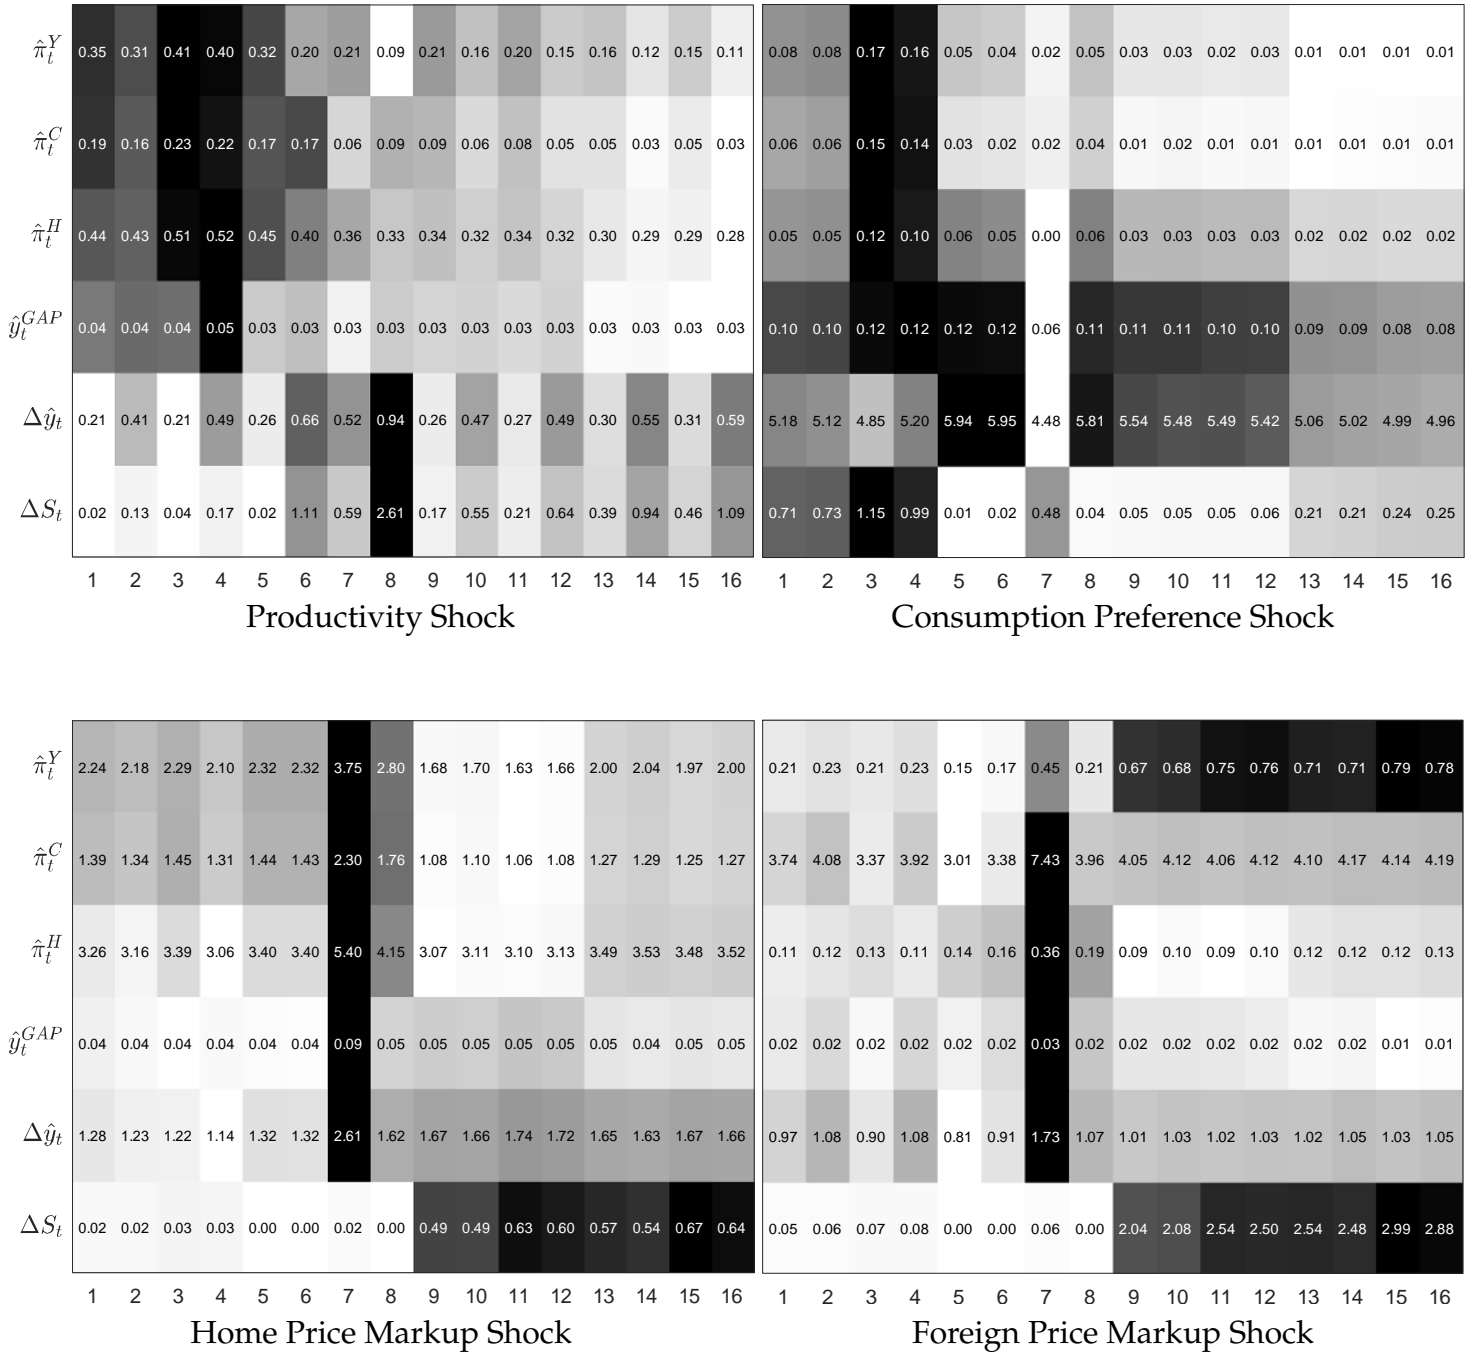 $\hat{\pi}_t^Y$ 0.35 0.31 0.41 0.40 0.32 0.20 0.21 0.09 0.21 0.16 0.20 0.15 0.16 0.12 0.15 0.11 0.08 0.08 0.17 0.16 0.05 0.04 0.02 0.05 0.03 0.03 0.02 0.03 0.01 0.01 0.01 0.01
$\hat{\pi}_t^C$ 0.19 0.16 0.23 0.22 0.17 0.17 0.06 0.09 0.09 0.06 0.08 0.05 0.05 0.03 0.05 0.03 0.06 0.06 0.15 0.14 0.03 0.02 0.02 0.04 0.01 0.02 0.01 0.01 0.01 0.01 0.01 0.01
$\hat{\pi}_t^H$ 0.44 0.43 0.51 0.52 0.45 0.40 0.36 0.33 0.34 0.32 0.34 0.32 0.30 0.29 0.29 0.28 0.05 0.05 0.12 0.10 0.06 0.05 0.00 0.06 0.03 0.03 0.03 0.03 0.02 0.02 0.02 0.02
$\hat{y}_t^{GAP}$ 0.04 0.04 0.04 0.05 0.03 0.03 0.03 0.03 0.03 0.03 0.03 0.03 0.03 0.03 0.03 0.03 0.10 0.10 0.12 0.12 0.12 0.12 0.06 0.11 0.11 0.11 0.10 0.10 0.09 0.09 0.08 0.08
$\Delta\hat{y}_t$ 0.21 0.41 0.21 0.49 0.26 0.66 0.52 0.94 0.26 0.47 0.27 0.49 0.30 0.55 0.31 0.59 5.18 5.12 4.85 5.20 5.94 5.95 4.48 5.81 5.54 5.48 5.49 5.42 5.06 5.02 4.99 4.96
$\Delta S_t$ 0.02 0.13 0.04 0.17 0.02 1.11 0.59 2.61 0.17 0.55 0.21 0.64 0.39 0.94 0.46 1.09 0.71 0.73 1.15 0.99 0.01 0.02 0.48 0.04 0.05 0.05 0.05 0.06 0.21 0.21 0.24 0.25
1 2 3 4 5 6 7 8 9 10 11 12 13 14 15 16 1 2 3 4 5 6 7 8 9 10 11 12 13 14 15 16
Productivity Shock Consumption Preference Shock
$\hat{\pi}_t^Y$ 2.24 2.18 2.29 2.10 2.32 2.32 3.75 2.80 1.68 1.70 1.63 1.66 2.00 2.04 1.97 2.00 0.21 0.23 0.21 0.23 0.15 0.17 0.45 0.21 0.67 0.68 0.75 0.76 0.71 0.71 0.79 0.78
$\hat{\pi}_t^C$ 1.39 1.34 1.45 1.31 1.44 1.43 2.30 1.76 1.08 1.10 1.06 1.08 1.27 1.29 1.25 1.27 3.74 4.08 3.37 3.92 3.01 3.38 7.43 3.96 4.05 4.12 4.06 4.12 4.10 4.17 4.14 4.19
$\hat{\pi}_t^H$ 3.26 3.16 3.39 3.06 3.40 3.40 5.40 4.15 3.07 3.11 3.10 3.13 3.49 3.53 3.48 3.52 0.11 0.12 0.13 0.11 0.14 0.16 0.36 0.19 0.09 0.10 0.09 0.10 0.12 0.12 0.12 0.13
$\hat{y}_t^{GAP}$ 0.04 0.04 0.04 0.04 0.04 0.04 0.09 0.05 0.05 0.05 0.05 0.05 0.05 0.04 0.05 0.05 0.02 0.02 0.02 0.02 0.02 0.02 0.03 0.02 0.02 0.02 0.02 0.02 0.02 0.02 0.01 0.01
$\Delta\hat{y}_t$ 1.28 1.23 1.22 1.14 1.32 1.32 2.61 1.62 1.67 1.66 1.74 1.72 1.65 1.63 1.67 1.66 0.97 1.08 0.90 1.08 0.81 0.91 1.73 1.07 1.01 1.03 1.02 1.03 1.02 1.05 1.03 1.05
$\Delta S_t$ 0.02 0.02 0.03 0.03 0.00 0.00 0.02 0.00 0.49 0.49 0.63 0.60 0.57 0.54 0.67 0.64 0.05 0.06 0.07 0.08 0.00 0.00 0.06 0.00 2.04 2.08 2.54 2.50 2.54 2.48 2.99 2.88
1 2 3 4 5 6 7 8 9 10 11 12 13 14 15 16 1 2 3 4 5 6 7 8 9 10 11 12 13 14 15 16
Home Price Markup Shock Foreign Price Markup Shock